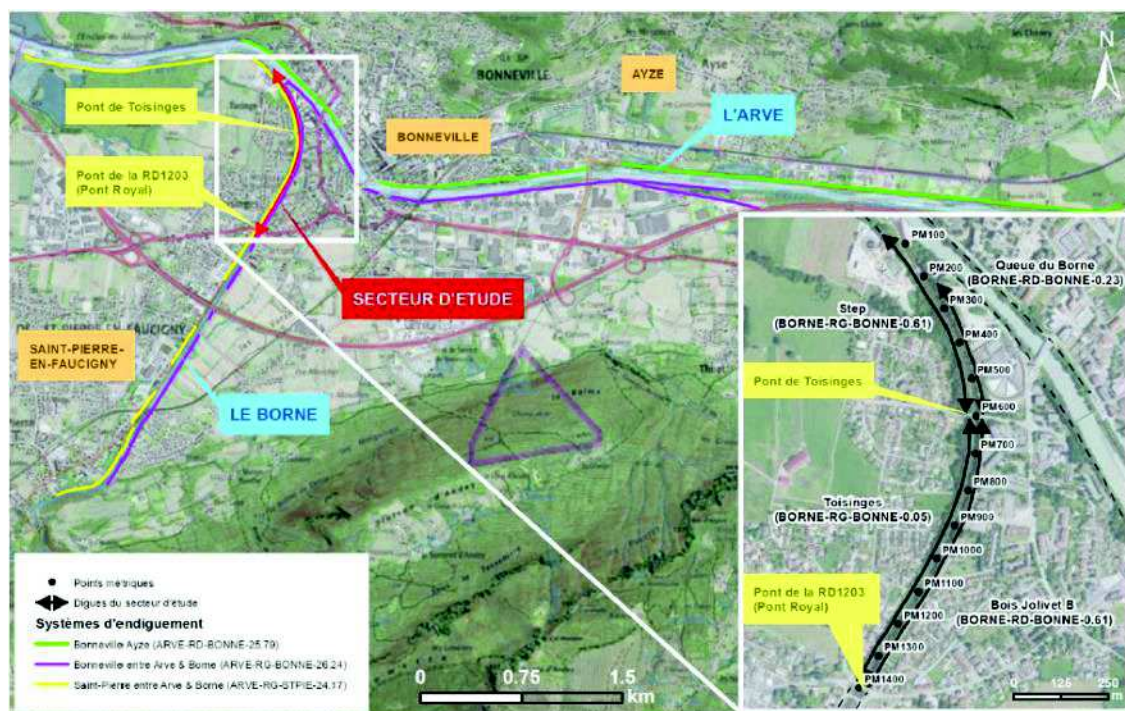 BONNEVILLE
AYZE
Ayse
N
Pont de Toisinges
BONNEVILLE
L'ARVE
Pont de la RD1203
(Pont Royal)
SECTEUR D'ETUDE
SAINT-PIERRE-
EN-FAUCIGNY
LE BORNE
PM100
PM200
Queue du Borne
(BORNE-RD-BONNE-0.23)
PM300
Step
(BORNE-RG-BONNE-0.61)
PM400
PM500
Pont de Toisinges
PM600
PM700
PM800
Toisinges
(BORNE-RG-BONNE-0.05)
PM900
PM1000
PM1100
Pont de la RD1203
(Pont Royal)
Bois Jolivet B
(BORNE-RD-BONNE-0.61)
PM1200
PM1300
PM1400
0 125 250
m
Points métriques
Digues du secteur d'étude
Systèmes d'endiguement
Bonneville Ayze (ARVE-RD-BONNE-25.79)
Bonneville entre Arve & Borne (ARVE-RG-BONNE-26.24)
Saint-Pierre entre Arve & Borne (ARVE-RG-STPIE-24.17)
0 0.75 1.5
km